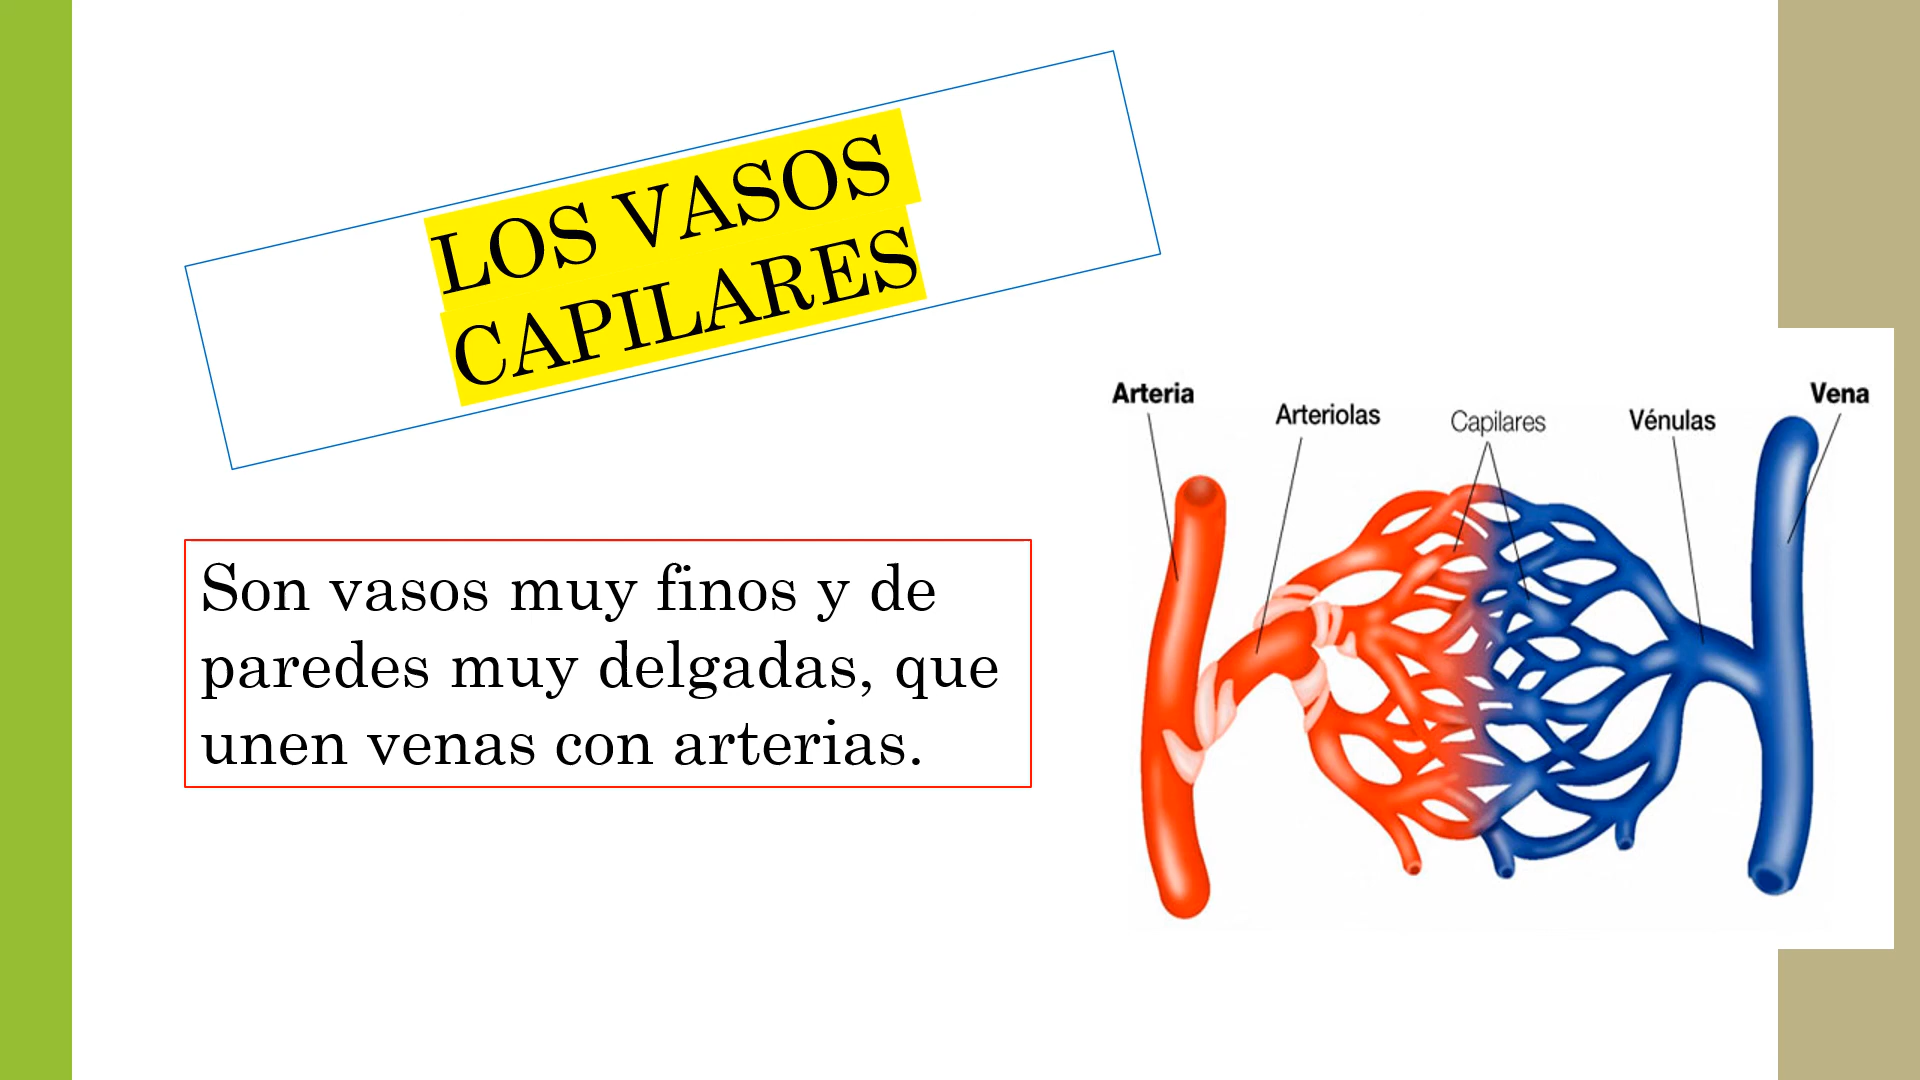 LOS VASOS
CAPILARES
Arteria
Arteriolas
Capilares
Vénulas
Vena
Son vasos muy finos y de
paredes muy delgadas, que
unen venas con arterias.